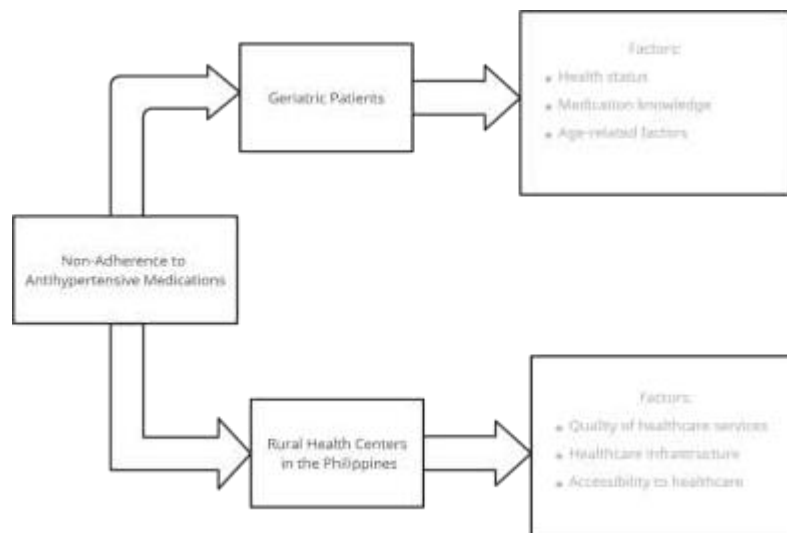 Geriatric Patients
Factors:
• Health status
• Medication knowledge
• Age-related factors
Non-Adherence to
Antihypertensive Medications
Rural Health Centers
in the Philippines
Factors:
• Quality of healthcare services
• Healthcare infrastructure
• Accessibility to healthcare